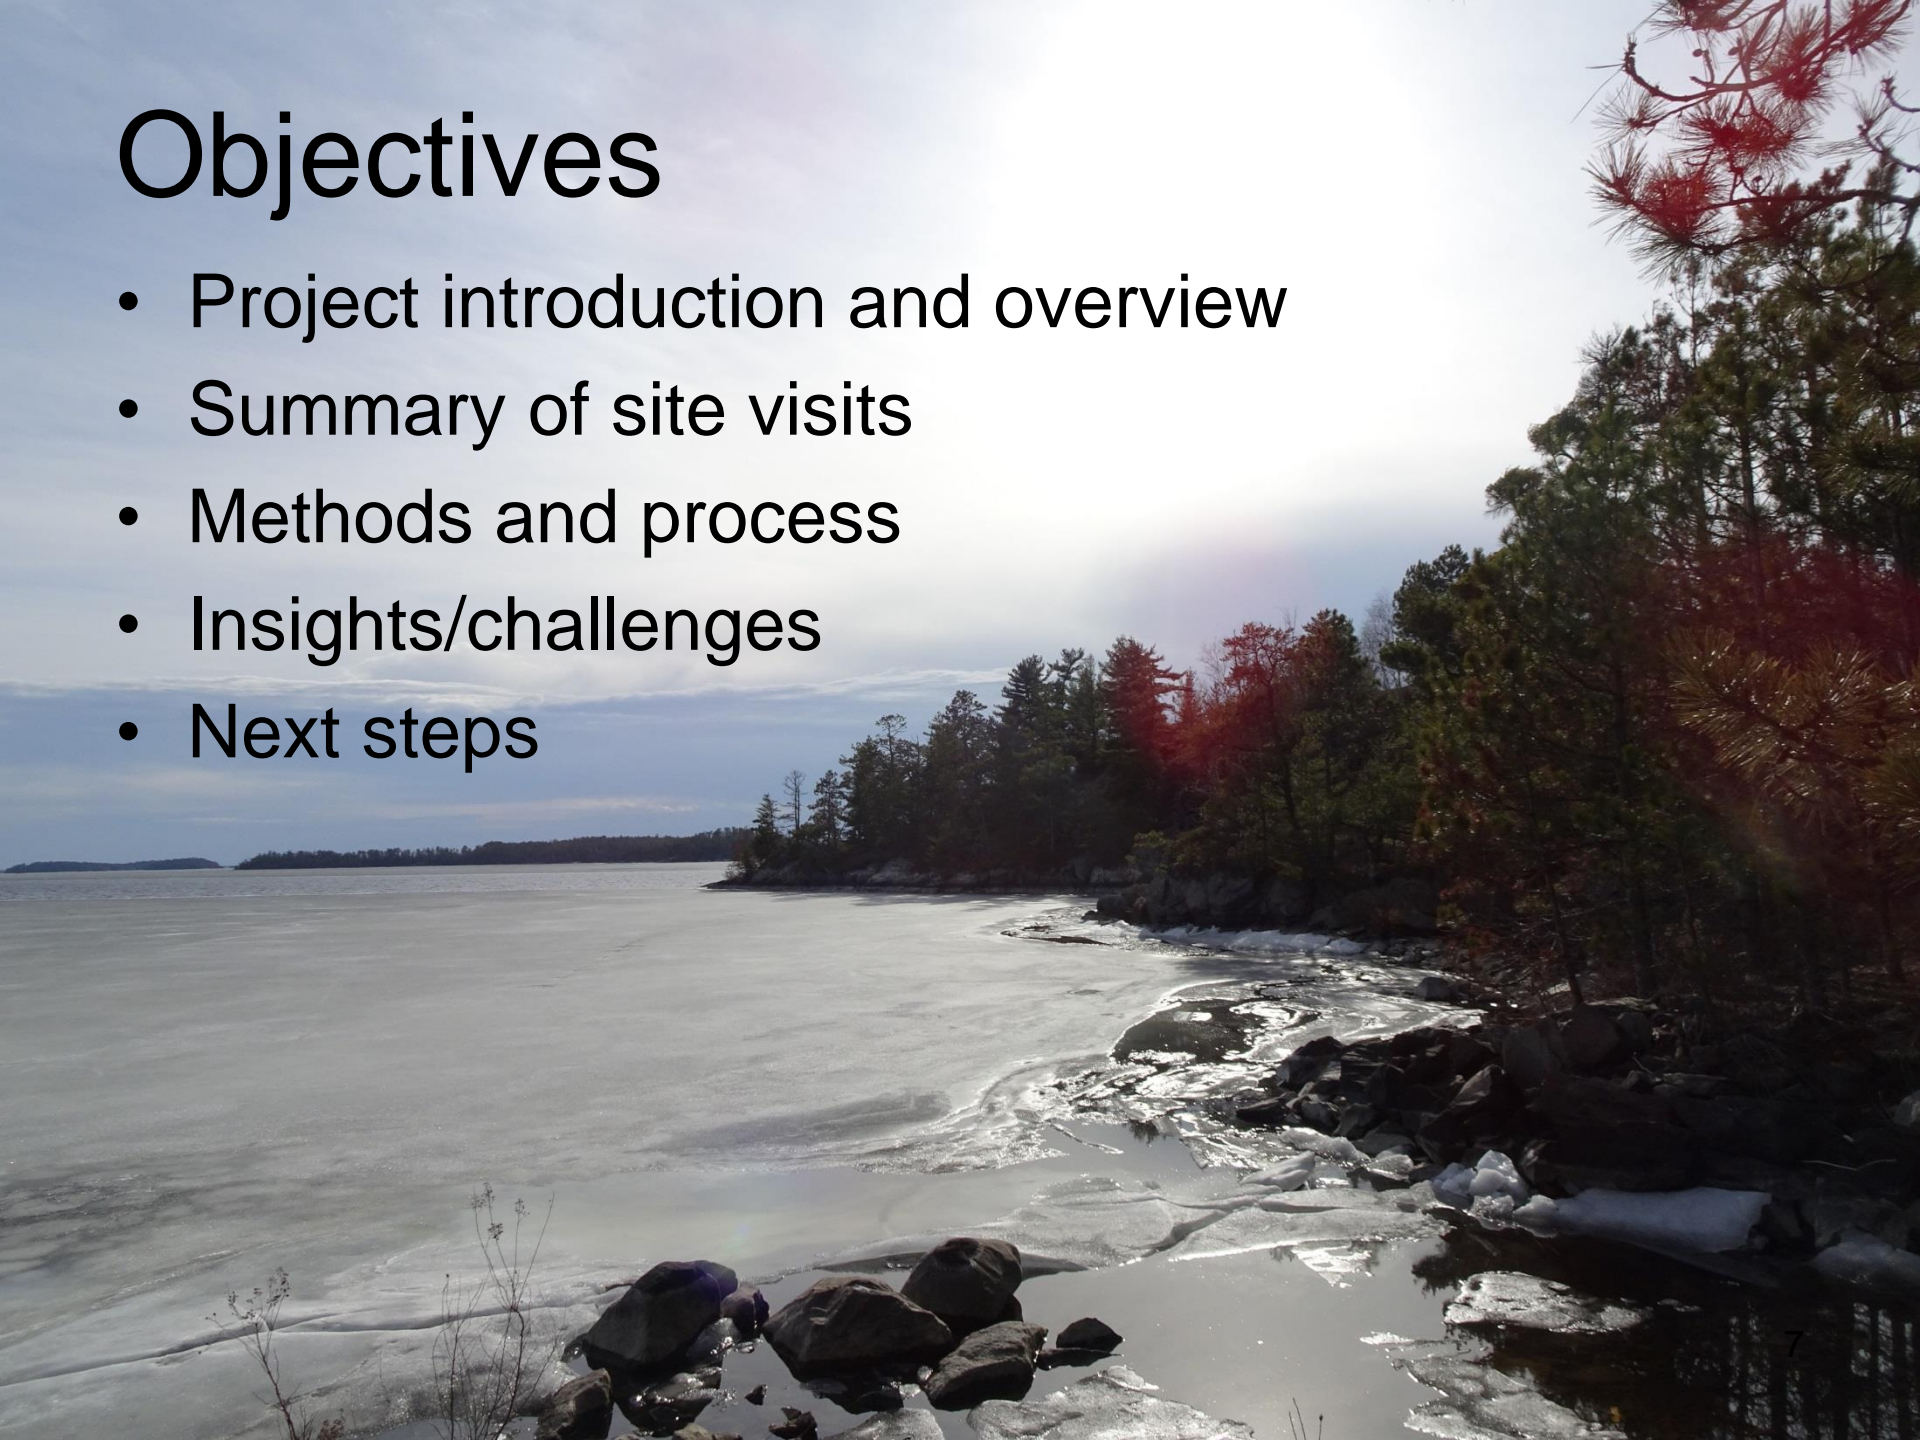 Objectives
• Project introduction and overview
• Summary of site visits
• Methods and process
• Insights/challenges
• Next steps
7